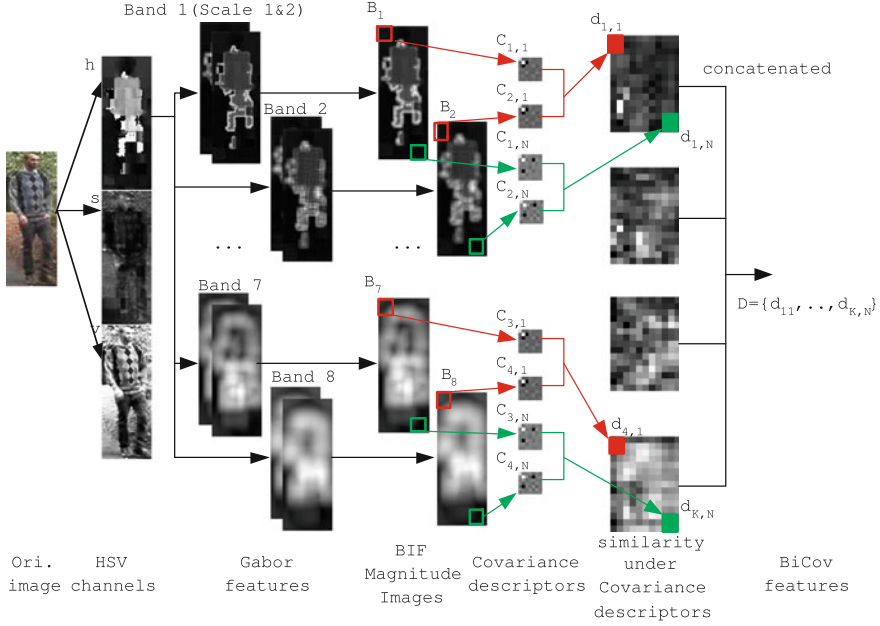 Band 1(Scale 1&2)
B1
d1,1
C1,1
h
concatenated
C2,1
Band 2
B2
C1,N
d1,N
C2,N
s
...
...
Band 7
B7
D={d11,..,dK,N}
C3,1
v
Band 8
B8
C4,1
C3,N
d4,1
C4,N
dK,N
Ori.
image
HSV
channels
Gabor
features
BIF
Magnitude
Images
Covariance
descriptors
similarity
under
Covariance
descriptors
BiCov
features